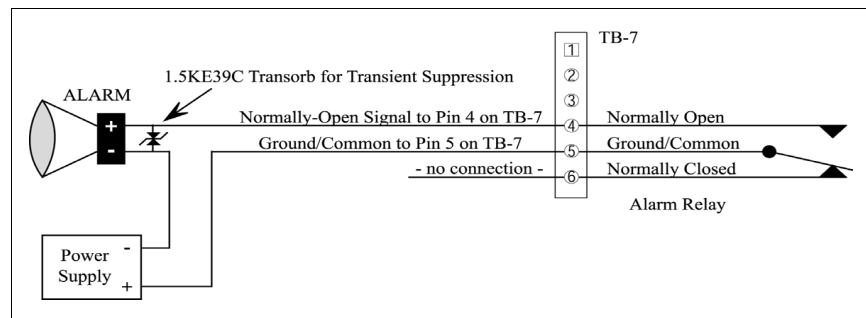 TB-7
1
1.5KE39C Transorb for Transient Suppression
2
ALARM
3
+
Normally-Open Signal to Pin 4 on TB-7
4
Normally Open
-
Ground/Common to Pin 5 on TB-7
5
Ground/Common
- no connection -
6
Normally Closed
Alarm Relay
Power
Supply
-
+